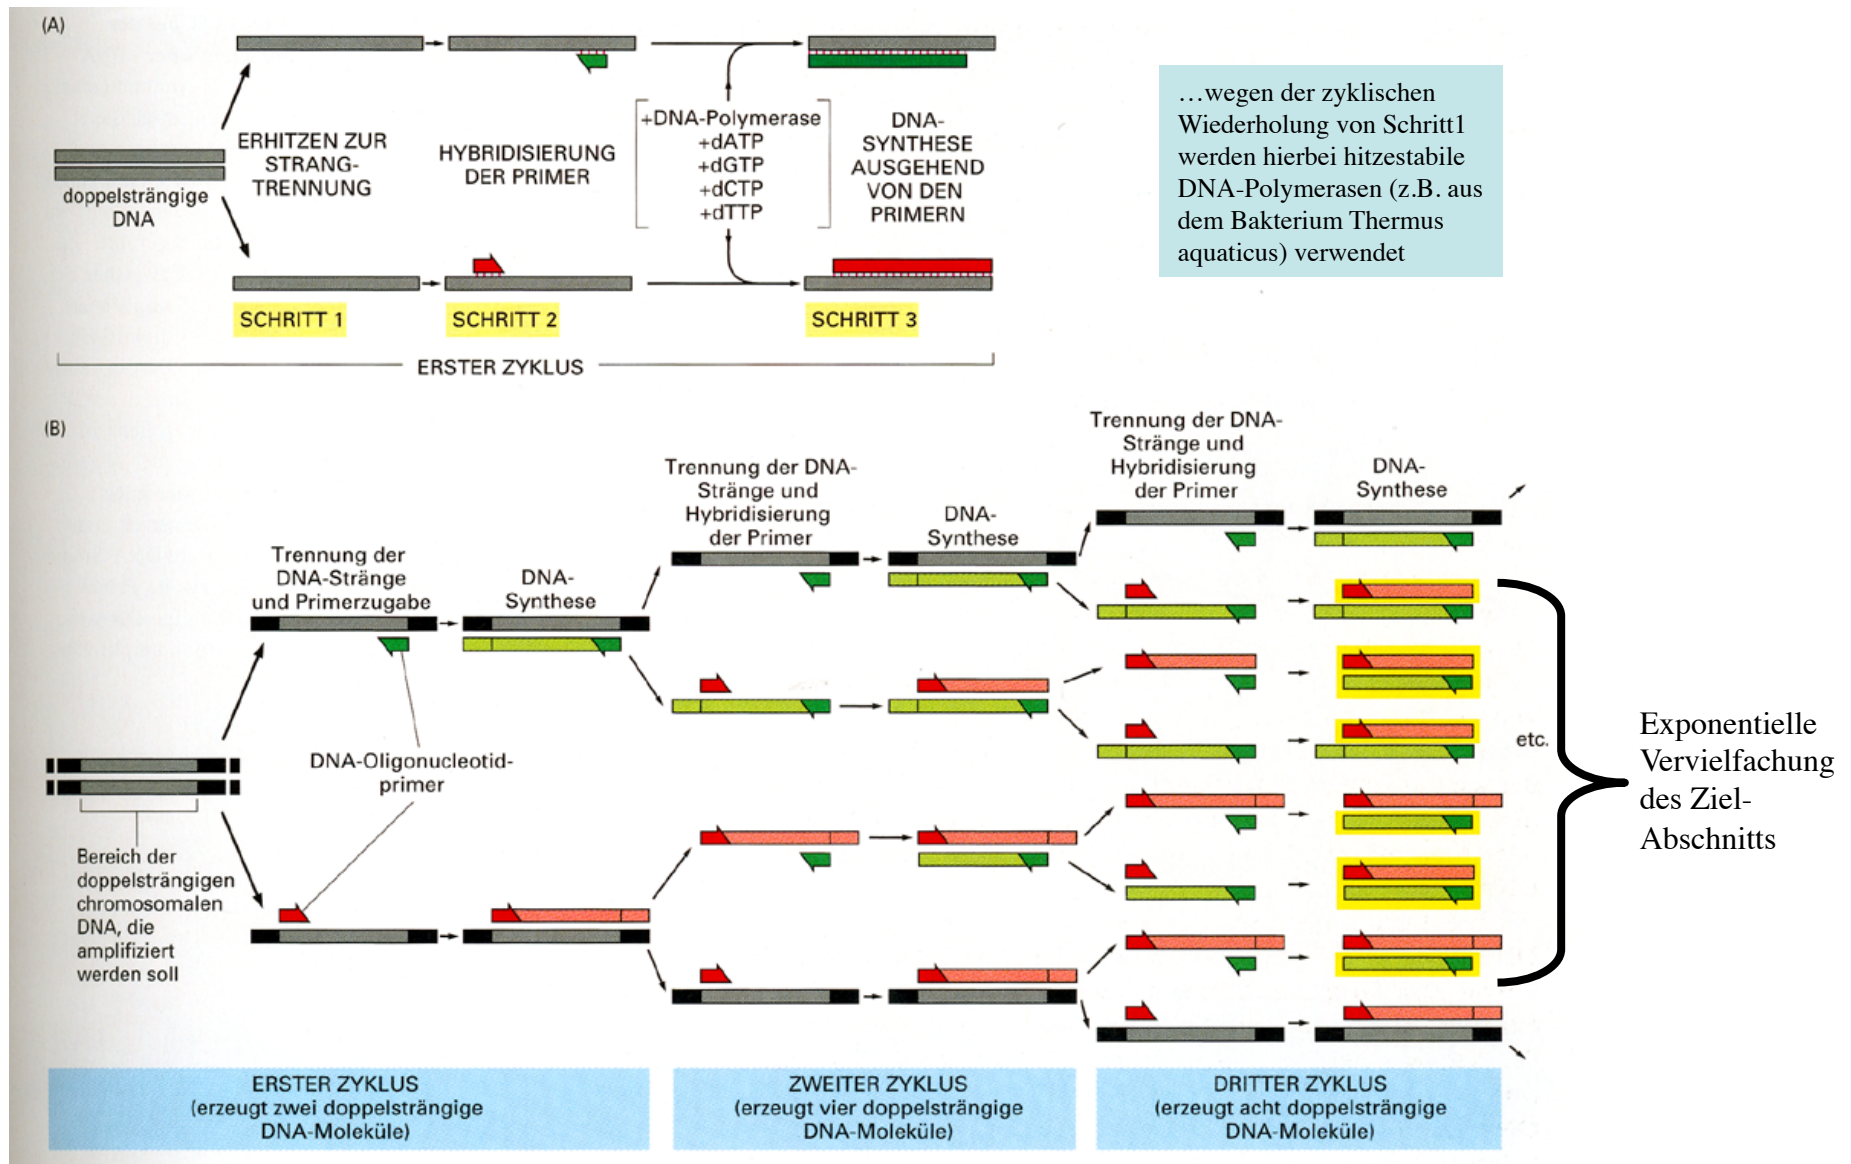 (A)
ERHITZEN ZUR
STRANG-
TRENNUNG
doppelsträngige
DNA
HYBRIDISIERUNG
DER PRIMER
+DNA-Polymerase
+dATP
+dGTP
+dCTP
+dTTP
DNA-
SYNTHESE
AUSGEHEND
VON DEN
PRIMERN
SCHRITT 1
SCHRITT 2
SCHRITT 3
ERSTER ZYKLUS
…wegen der zyklischen
Wiederholung von Schritt1
werden hierbei hitzestabile
DNA-Polymerasen (z.B. aus
dem Bakterium Thermus
aquaticus) verwendet
(B)
Trennung der
DNA-Stränge
und Primerzugabe
DNA-
Synthese
Trennung der DNA-
Stränge und
Hybridisierung
der Primer
DNA-
Synthese
Trennung der DNA-
Stränge und
Hybridisierung
der Primer
DNA-
Synthese
DNA-Oligonucleotid-
primer
Bereich der
doppelsträngigen
chromosomalen
DNA, die
amplifiziert
werden soll
etc.
Exponentielle
Vervielfachung
des Ziel-
Abschnitts
ERSTER ZYKLUS
(erzeugt zwei doppelsträngige
DNA-Moleküle)
ZWEITER ZYKLUS
(erzeugt vier doppelsträngige
DNA-Moleküle)
DRITTER ZYKLUS
(erzeugt acht doppelsträngige
DNA-Moleküle)